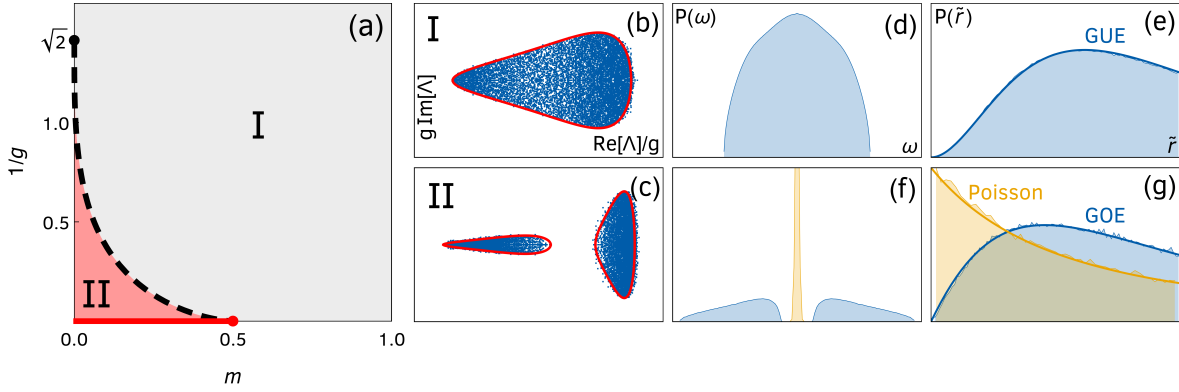 (a)
√2
1.0
0.5
1/g
I
II
0.0
0.5
1.0
m
I
(b)
g Im[Λ]
Re[Λ]/g
II
(c)
P(ω)
(d)
ω
P(r̃)
(e)
GUE
r̃
(f)
(g)
Poisson
GOE